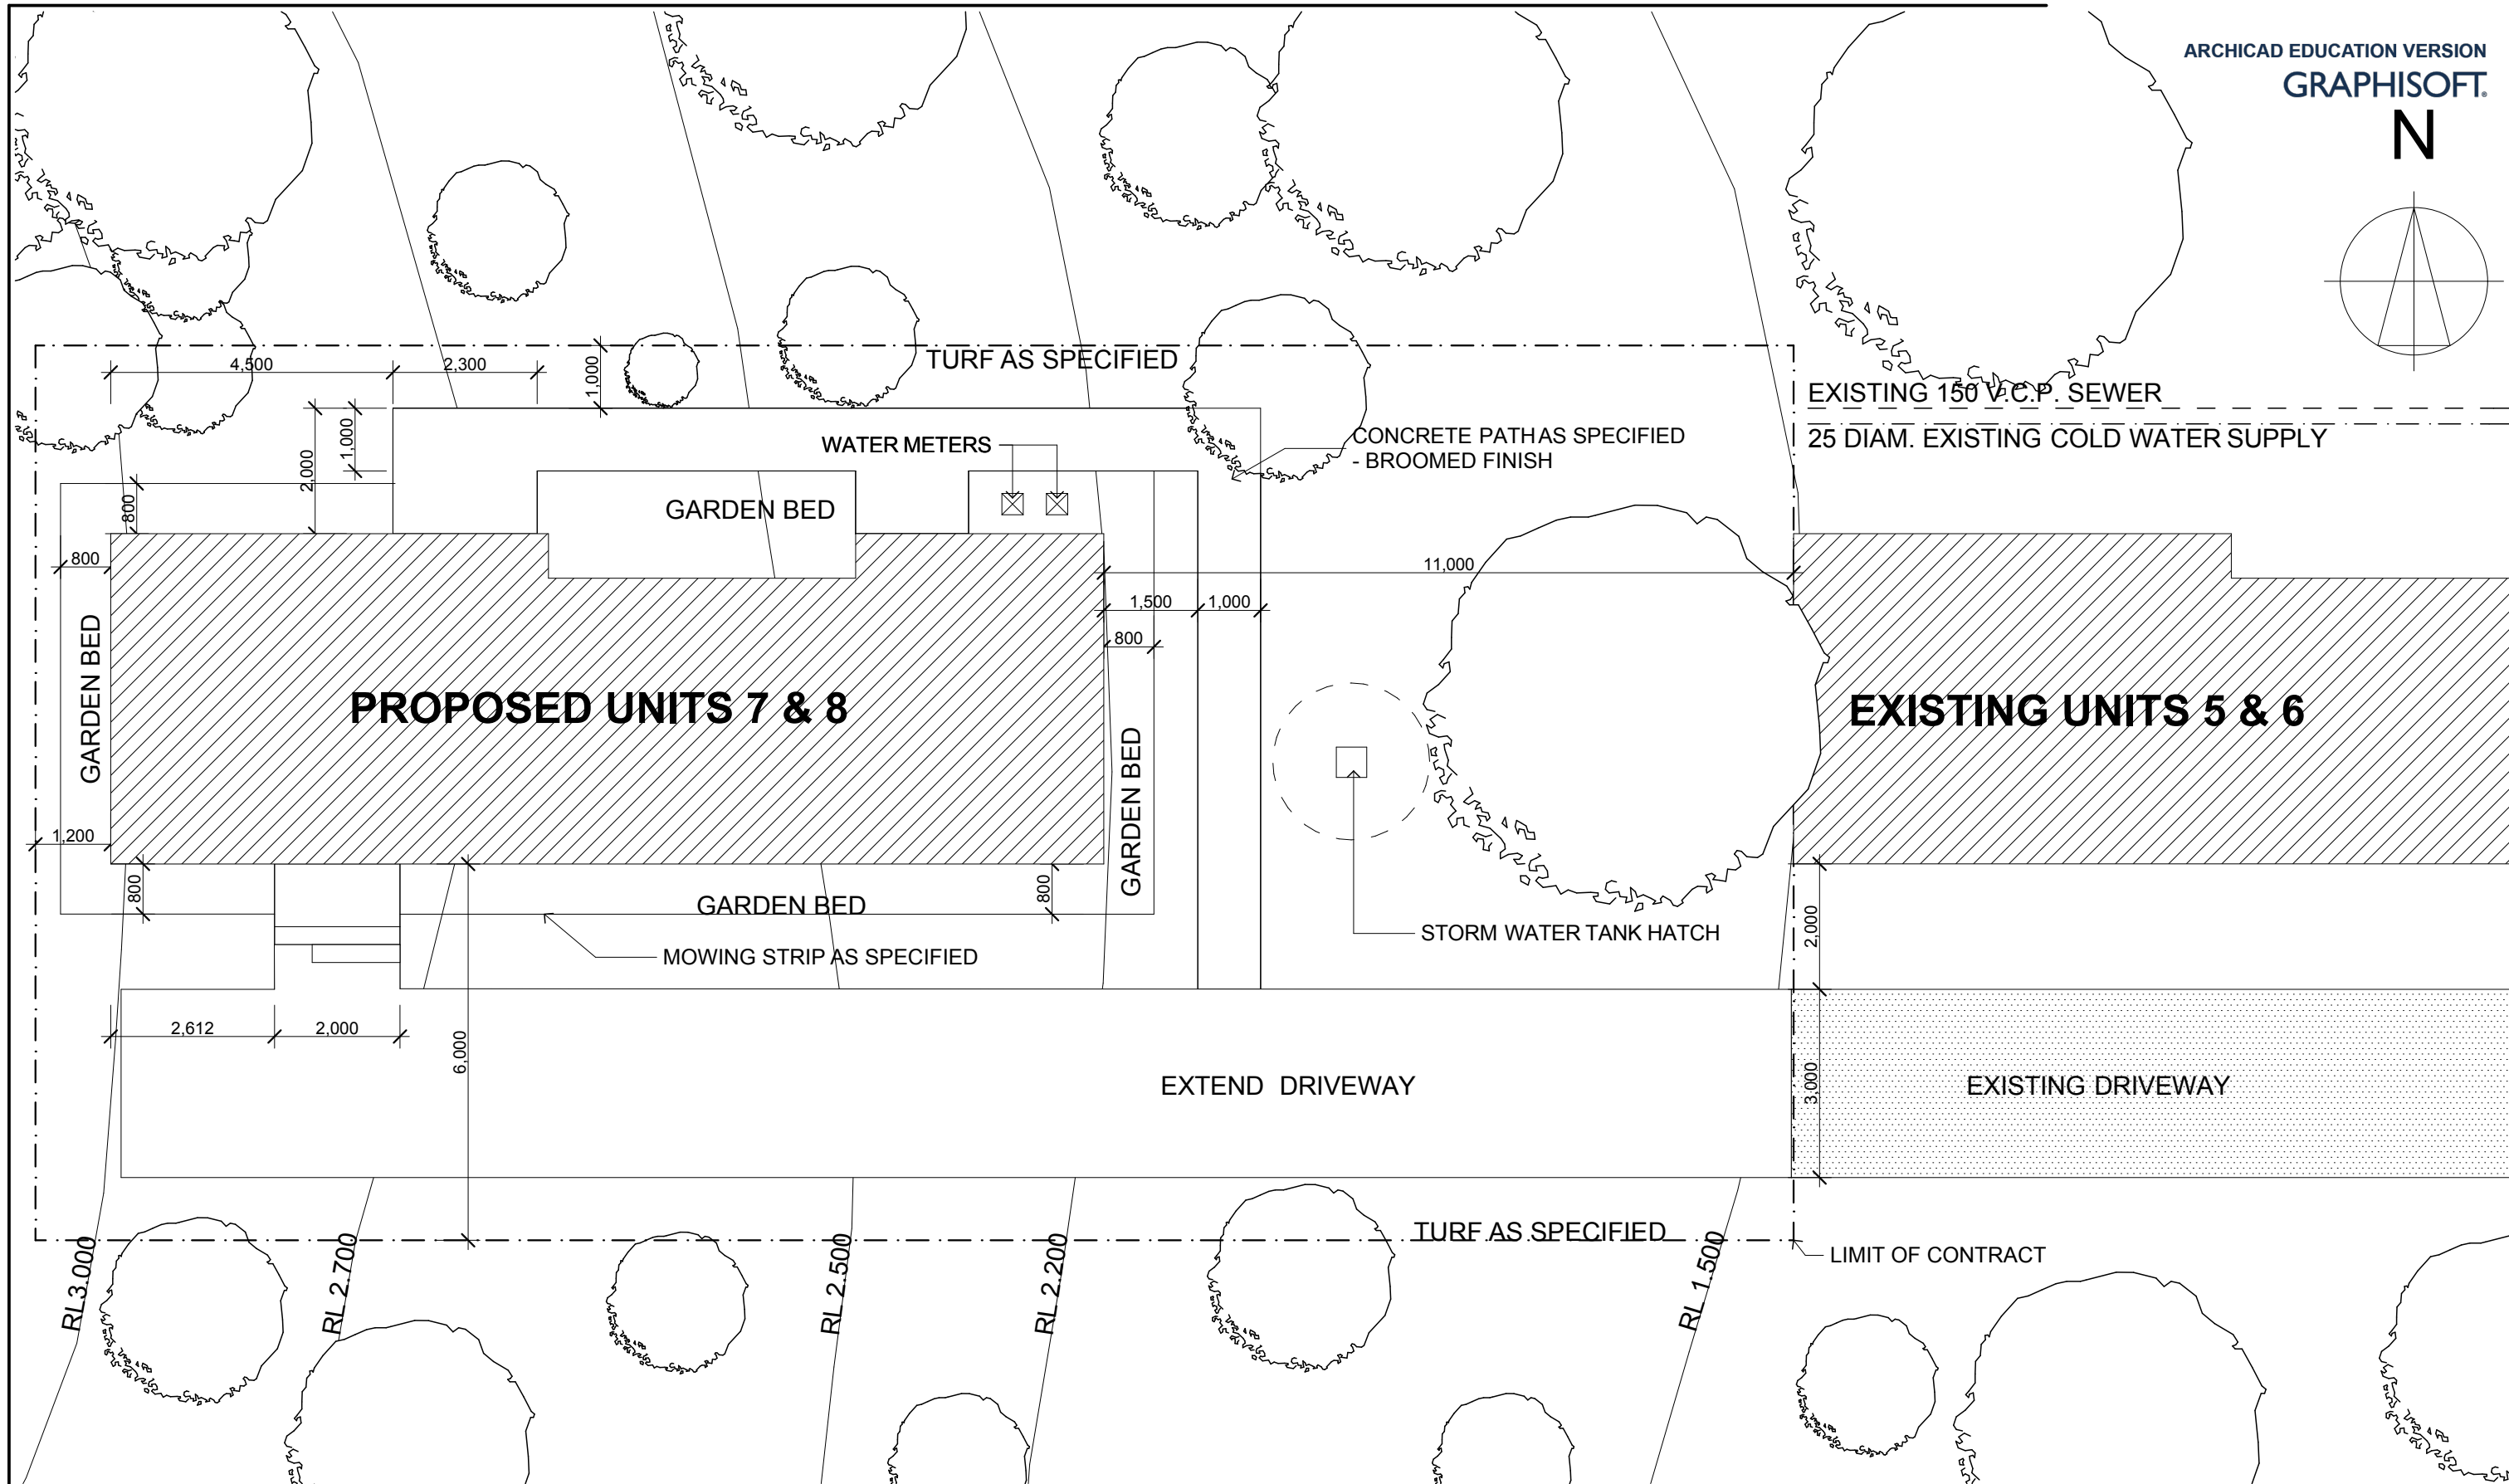 ARCHICAD EDUCATION VERSION
GRAPHISOFT.
N
4,500
2,300
1,000
TURF AS SPECIFIED
EXISTING 150 V.C.P. SEWER
25 DIAM. EXISTING COLD WATER SUPPLY
2,000
1,000
WATER METERS
CONCRETE PATH AS SPECIFIED
- BROOMED FINISH
800
GARDEN BED
800
11,000
1,500
1,000
800
GARDEN BED
PROPOSED UNITS 7 & 8
EXISTING UNITS 5 & 6
GARDEN BED
1,200
800
GARDEN BED
800
MOWING STRIP AS SPECIFIED
STORM WATER TANK HATCH
2,000
2,612
2,000
6,000
EXTEND DRIVEWAY
3,000
EXISTING DRIVEWAY
TURF AS SPECIFIED
LIMIT OF CONTRACT
RL3.000
RL 2.700
RL 2.500
RL 2.200
RL 1.500